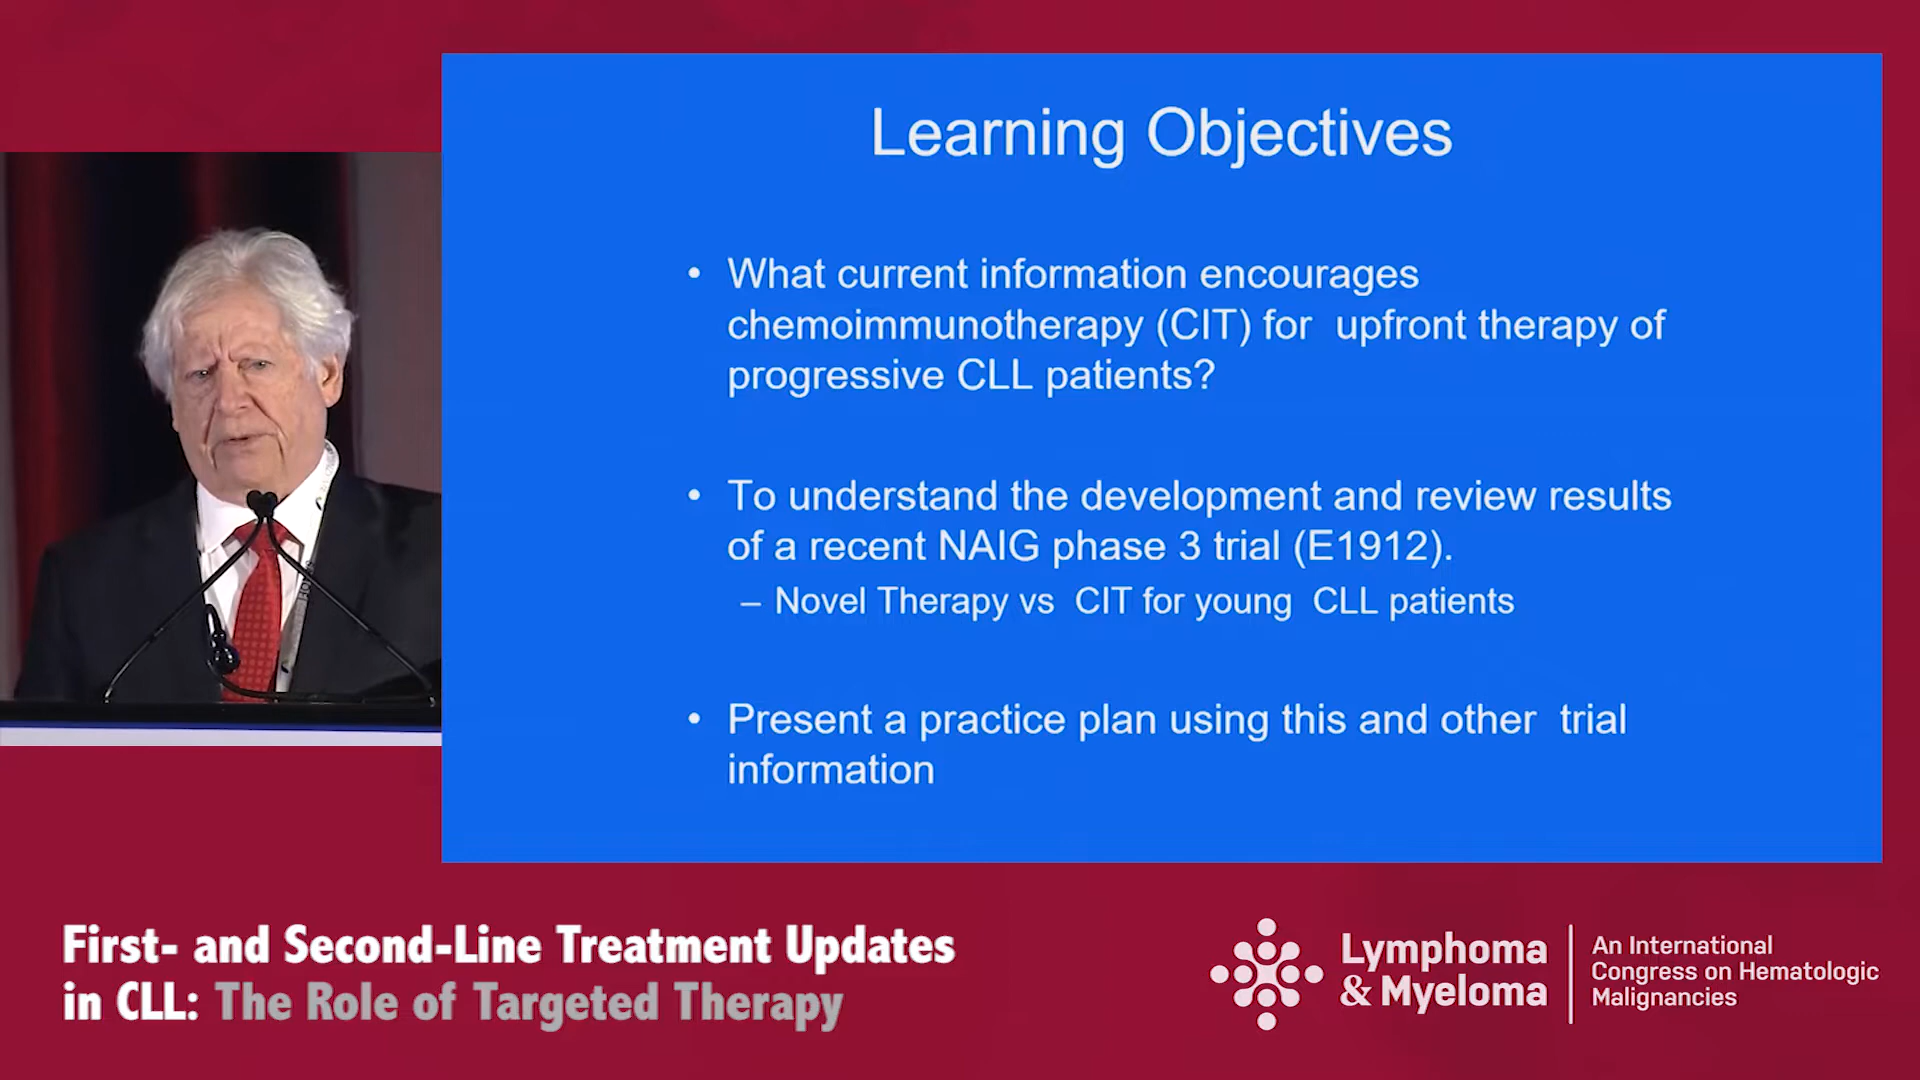 Learning Objectives
• What current information encourages
chemoimmunotherapy (CIT) for upfront therapy of
progressive CLL patients?
• To understand the development and review results
of a recent NAIG phase 3 trial (E1912).
– Novel Therapy vs CIT for young CLL patients
• Present a practice plan using this and other trial
information
First- and Second-Line Treatment Updates
in CLL: The Role of Targeted Therapy
Lymphoma
& Myeloma
An International
Congress on Hematologic
Malignancies